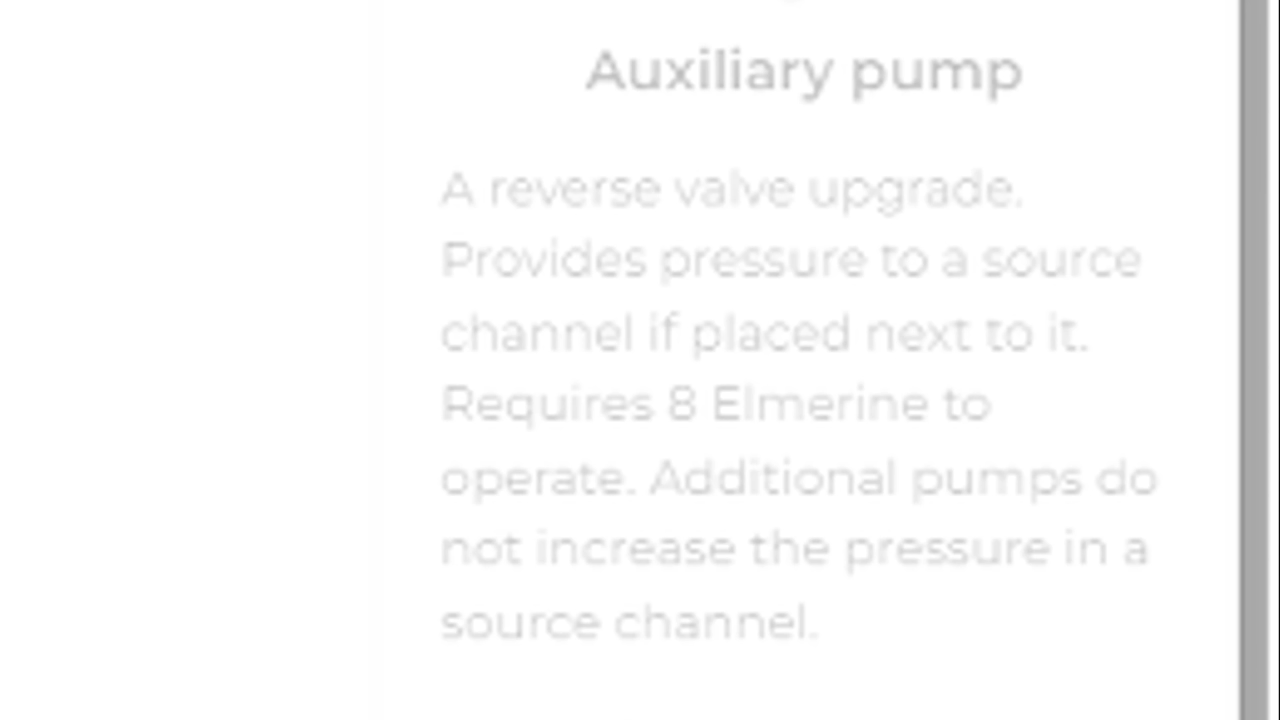 Auxiliary pump
A reverse valve upgrade.
Provides pressure to a source
channel if placed next to it.
Requires 8 Elmerine to
operate. Additional pumps do
not increase the pressure in a
source channel.